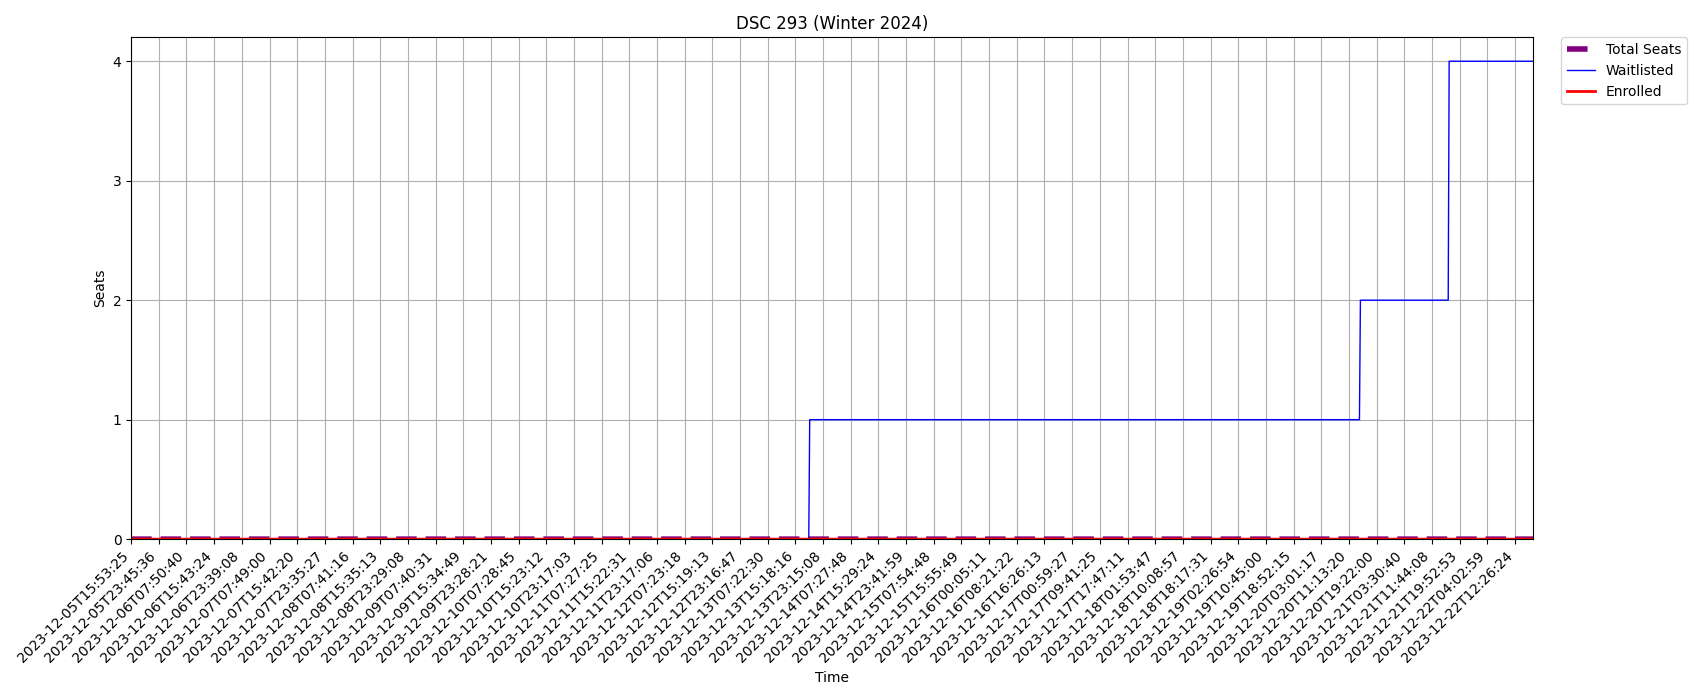 DSC 293 (Winter 2024)
Total Seats
Waitlisted
Enrolled
4
3
2
1
0
Seats
2023-12-05T15:53:25
2023-12-05T23:45:36
2023-12-06T07:50:40
2023-12-06T15:43:24
2023-12-06T23:39:08
2023-12-07T07:49:00
2023-12-07T15:42:20
2023-12-07T23:35:27
2023-12-08T07:41:16
2023-12-08T15:35:13
2023-12-08T23:29:08
2023-12-09T07:40:31
2023-12-09T15:34:49
2023-12-09T23:28:21
2023-12-10T07:28:45
2023-12-10T15:23:12
2023-12-10T23:17:03
2023-12-11T07:27:25
2023-12-11T15:22:31
2023-12-11T23:17:06
2023-12-12T07:23:18
2023-12-12T15:19:13
2023-12-12T23:16:47
2023-12-13T07:22:30
2023-12-13T15:18:16
2023-12-13T23:15:08
2023-12-14T07:27:48
2023-12-14T15:29:24
2023-12-14T23:41:59
2023-12-15T07:54:48
2023-12-15T15:55:49
2023-12-16T00:05:11
2023-12-16T08:21:22
2023-12-16T16:26:13
2023-12-17T00:59:27
2023-12-17T09:41:25
2023-12-17T17:47:11
2023-12-18T01:53:47
2023-12-18T10:08:57
2023-12-18T18:17:31
2023-12-19T02:26:54
2023-12-19T10:45:00
2023-12-19T18:52:15
2023-12-20T03:01:17
2023-12-20T11:13:20
2023-12-20T19:22:00
2023-12-21T03:30:40
2023-12-21T11:44:08
2023-12-21T19:52:53
2023-12-22T04:02:59
2023-12-22T12:26:24
Time